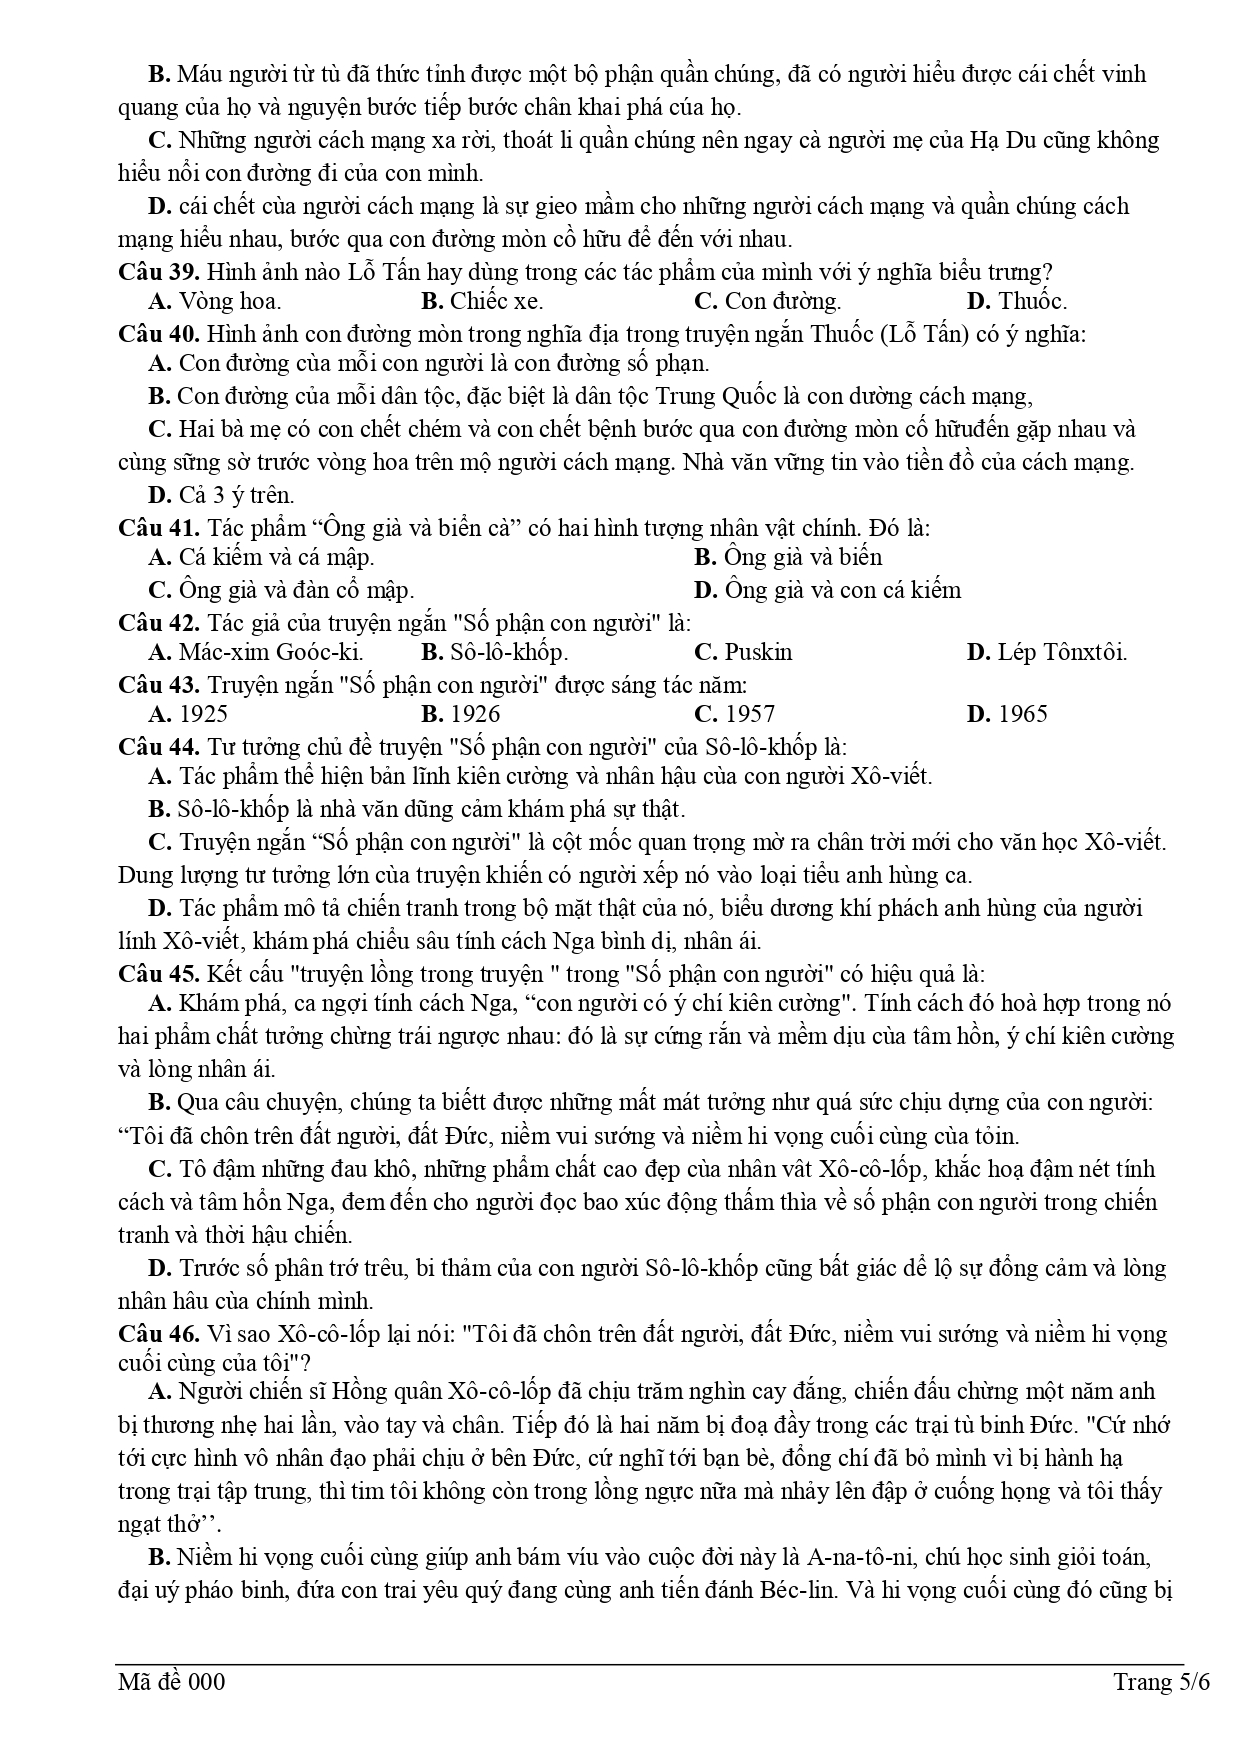 B. Máu người từ tù đã thức tỉnh được một bộ phận quần chúng, đã có người hiểu được cái chết vinh
quang của họ và nguyện bước tiếp bước chân khai phá cúa họ.
C. Những người cách mạng xa rời, thoát li quần chúng nên ngay cà người mẹ của Hạ Du cũng không
hiểu nổi con đường đi của con mình.
D. cái chết cùa người cách mạng là sự gieo mầm cho những người cách mạng và quần chúng cách
mạng hiểu nhau, bước qua con đường mòn cồ hữu để đến với nhau.
Câu 39. Hình ảnh nào Lỗ Tấn hay dùng trong các tác phẩm của mình với ý nghĩa biểu trưng?
A. Vòng hoa. B. Chiếc xe. C. Con đường. D. Thuốc.
Câu 40. Hình ảnh con đường mòn trong nghĩa địa trong truyện ngắn Thuốc (Lỗ Tấn) có ý nghĩa:
A. Con đường cùa mỗi con người là con đường số phạn.
B. Con đường của mỗi dân tộc, đặc biệt là dân tộc Trung Quốc là con dường cách mạng,
C. Hai bà mẹ có con chết chém và con chết bệnh bước qua con đường mòn cố hữuđến gặp nhau và
cùng sững sờ trước vòng hoa trên mộ người cách mạng. Nhà văn vững tin vào tiền đồ của cách mạng.
D. Cả 3 ý trên.
Câu 41. Tác phẩm “Ông già và biển cà” có hai hình tượng nhân vật chính. Đó là:
A. Cá kiếm và cá mập. B. Ông già và biến
C. Ông già và đàn cổ mập. D. Ông già và con cá kiếm
Câu 42. Tác giả của truyện ngắn "Số phận con người" là:
A. Mác-xim Goóc-ki. B. Sô-lô-khốp. C. Puskin D. Lép Tônxtôi.
Câu 43. Truyện ngắn "Số phận con người" được sáng tác năm:
A. 1925 B. 1926 C. 1957 D. 1965
Câu 44. Tư tưởng chủ đề truyện "Số phận con người" của Sô-lô-khốp là:
A. Tác phẩm thể hiện bản lĩnh kiên cường và nhân hậu cùa con người Xô-viết.
B. Sô-lô-khốp là nhà văn dũng cảm khám phá sự thật.
C. Truyện ngắn “Số phận con người" là cột mốc quan trọng mờ ra chân trời mới cho văn học Xô-viết.
Dung lượng tư tưởng lớn cùa truyện khiến có người xếp nó vào loại tiểu anh hùng ca.
D. Tác phẩm mô tả chiến tranh trong bộ mặt thật của nó, biểu dương khí phách anh hùng của người
lính Xô-viết, khám phá chiểu sâu tính cách Nga bình dị, nhân ái.
Câu 45. Kết cấu "truyện lồng trong truyện " trong "Số phận con người" có hiệu quả là:
A. Khám phá, ca ngợi tính cách Nga, “con người có ý chí kiên cường". Tính cách đó hoà hợp trong nó
hai phẩm chất tưởng chừng trái ngược nhau: đó là sự cứng rắn và mềm dịu của tâm hồn, ý chí kiên cường
và lòng nhân ái.
B. Qua câu chuyện, chúng ta biếtt được những mất mát tưởng như quá sức chịu dựng của con người:
“Tôi đã chôn trên đất người, đất Đức, niềm vui sướng và niềm hi vọng cuối cùng cùa tỏin.
C. Tô đậm những đau khô, những phẩm chất cao đẹp cùa nhân vât Xô-cô-lốp, khắc hoạ đậm nét tính
cách và tâm hổn Nga, đem đến cho người đọc bao xúc động thấm thìa về số phận con người trong chiến
tranh và thời hậu chiến.
D. Trước số phân trớ trêu, bi thảm của con người Sô-lô-khốp cũng bất giác dể lộ sự đổng cảm và lòng
nhân hâu cùa chính mình.
Câu 46. Vì sao Xô-cô-lốp lại nói: "Tôi đã chôn trên đất người, đất Đức, niềm vui sướng và niềm hi vọng
cuối cùng của tôi"?
A. Người chiến sĩ Hồng quân Xô-cô-lốp đã chịu trăm nghìn cay đắng, chiến đấu chừng một năm anh
bị thương nhẹ hai lần, vào tay và chân. Tiếp đó là hai năm bị đoạ đầy trong các trại tù binh Đức. "Cứ nhớ
tới cực hình vô nhân đạo phải chịu ở bên Đức, cứ nghĩ tới bạn bè, đổng chí đã bỏ mình vì bị hành hạ
trong trại tập trung, thì tim tôi không còn trong lồng ngực nữa mà nhảy lên đập ở cuống họng và tôi thấy
ngạt thở’’.
B. Niềm hi vọng cuối cùng giúp anh bám víu vào cuộc đời này là A-na-tô-ni, chú học sinh giỏi toán,
đại uý pháo binh, đứa con trai yêu quý đang cùng anh tiến đánh Béc-lin. Và hi vọng cuối cùng đó cũng bị
Mã đề 000 Trang 5/6